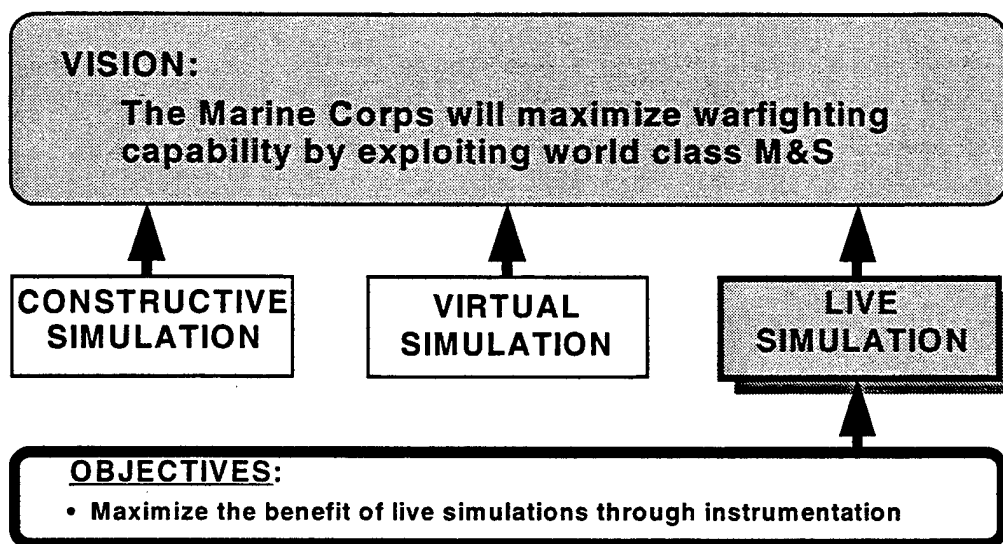 VISION:
The Marine Corps will maximize warfighting
capability by exploiting world class M&S
CONSTRUCTIVE
SIMULATION
VIRTUAL
SIMULATION
LIVE
SIMULATION
OBJECTIVES:
• Maximize the benefit of live simulations through instrumentation